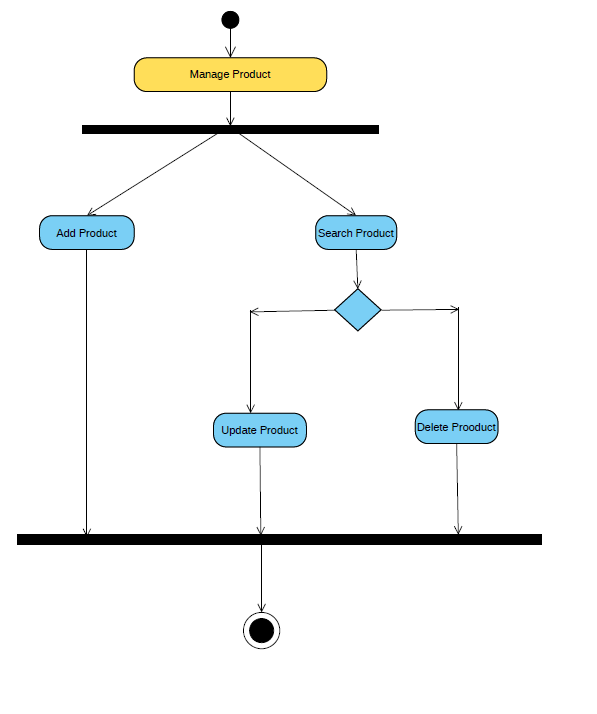 Manage Product
Add Product
Search Product
Update Product
Delete Prooduct